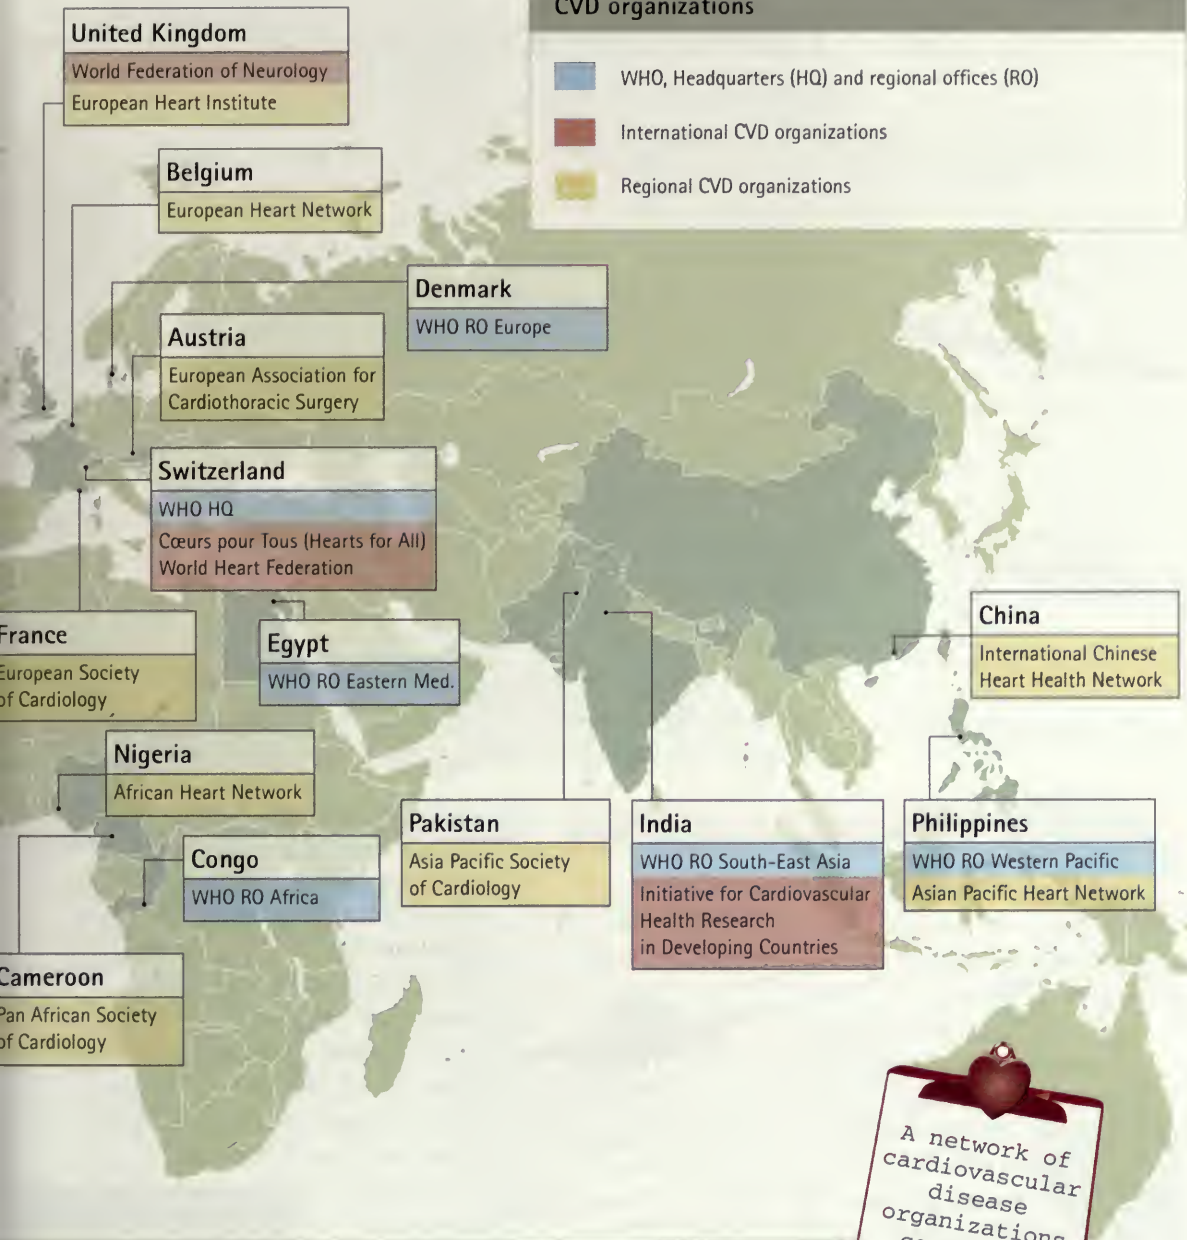 CVD organizations
WHO, Headquarters (HQ) and regional offices (RO)
International CVD organizations
Regional CVD organizations
United Kingdom
World Federation of Neurology
European Heart Institute
Belgium
European Heart Network
Denmark
WHO RO Europe
Austria
European Association for
Cardiothoracic Surgery
Switzerland
WHO HQ
Cœurs pour Tous (Hearts for All)
World Heart Federation
France
European Society
of Cardiology
Egypt
WHO RO Eastern Med.
China
International Chinese
Heart Health Network
Nigeria
African Heart Network
Congo
WHO RO Africa
Pakistan
Asia Pacific Society
of Cardiology
India
WHO RO South-East Asia
Initiative for Cardiovascular
Health Research
in Developing Countries
Philippines
WHO RO Western Pacific
Asian Pacific Heart Network
Cameroon
Pan African Society
of Cardiology
A network of
cardiovascular
disease
organizations